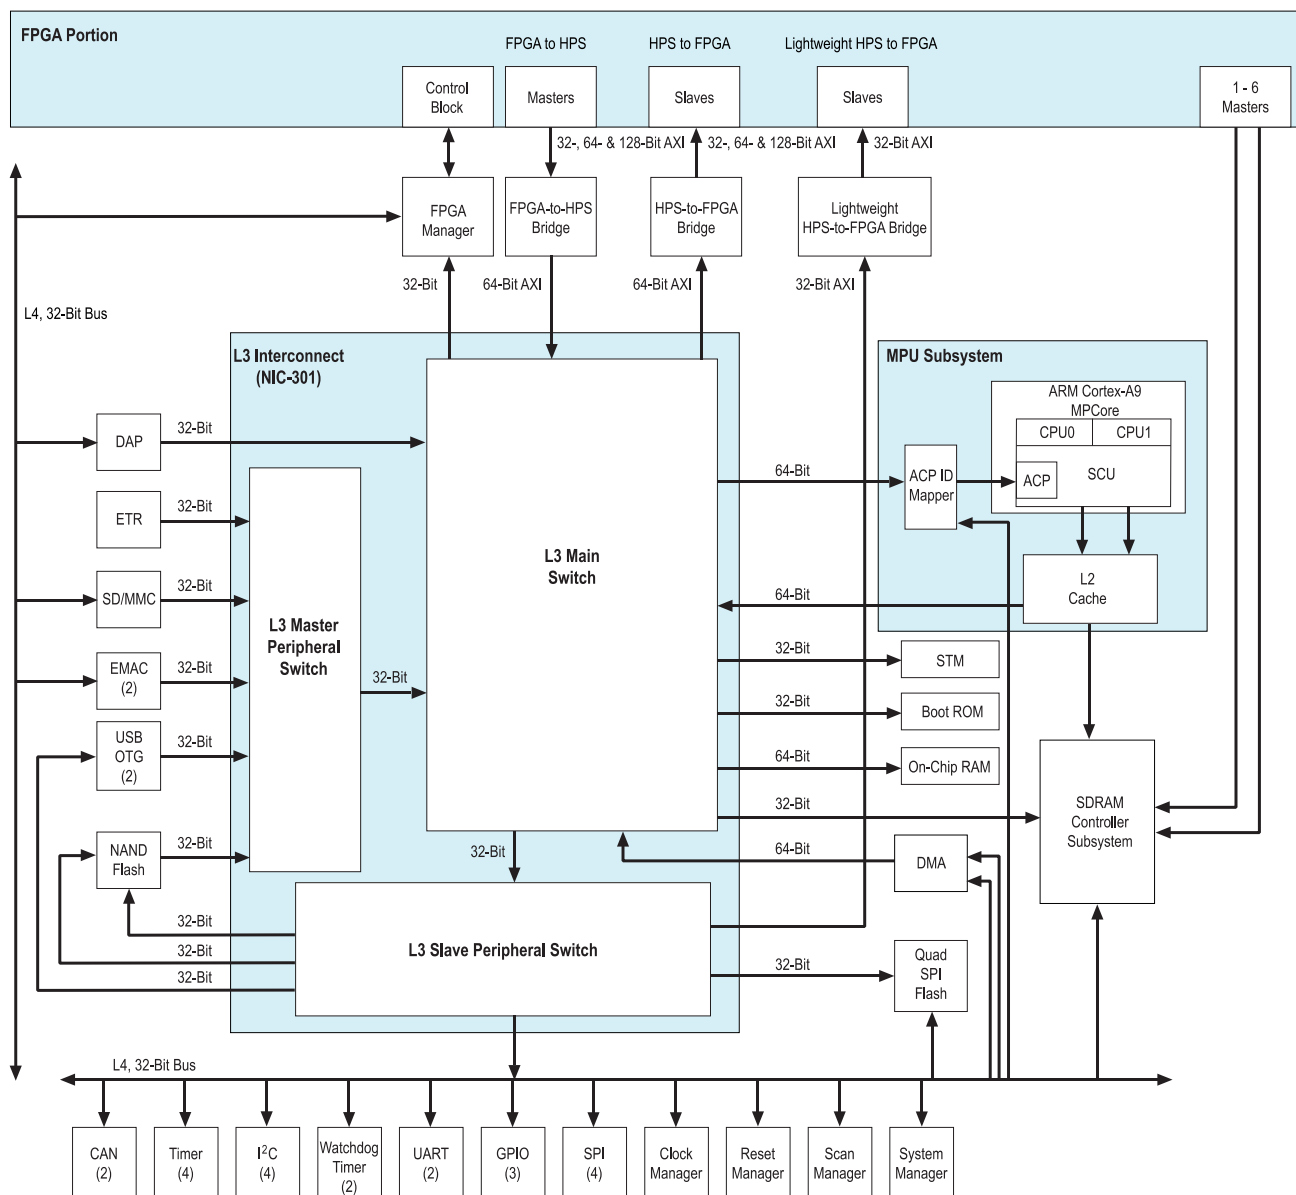 FPGA Portion
FPGA to HPS
HPS to FPGA
Lightweight HPS to FPGA
Control
Block
Masters
Slaves
Slaves
1 - 6
Masters
32-, 64- & 128-Bit AXI
32-, 64- & 128-Bit AXI
32-Bit AXI
FPGA
Manager
FPGA-to-HPS
Bridge
HPS-to-FPGA
Bridge
Lightweight
HPS-to-FPGA Bridge
32-Bit
64-Bit AXI
64-Bit AXI
32-Bit AXI
L4, 32-Bit Bus
L3 Interconnect
(NIC-301)
MPU Subsystem
ARM Cortex-A9
MPCore
CPU0
CPU1
SCU
ACP
ACP ID
Mapper
64-Bit
L2
Cache
64-Bit
DAP
32-Bit
ETR
32-Bit
SD/MMC
32-Bit
EMAC
(2)
32-Bit
USB
OTG
(2)
32-Bit
NAND
Flash
32-Bit
L3 Master
Peripheral
Switch
32-Bit
L3 Main
Switch
32-Bit
STM
32-Bit
Boot ROM
64-Bit
On-Chip RAM
32-Bit
SDRAM
Controller
Subsystem
64-Bit
DMA
32-Bit
32-Bit
32-Bit
32-Bit
L3 Slave Peripheral Switch
32-Bit
Quad
SPI
Flash
L4, 32-Bit Bus
CAN
(2)
Timer
(4)
I2C
(4)
Watchdog
Timer
(2)
UART
(2)
GPIO
(3)
SPI
(4)
Clock
Manager
Reset
Manager
Scan
Manager
System
Manager